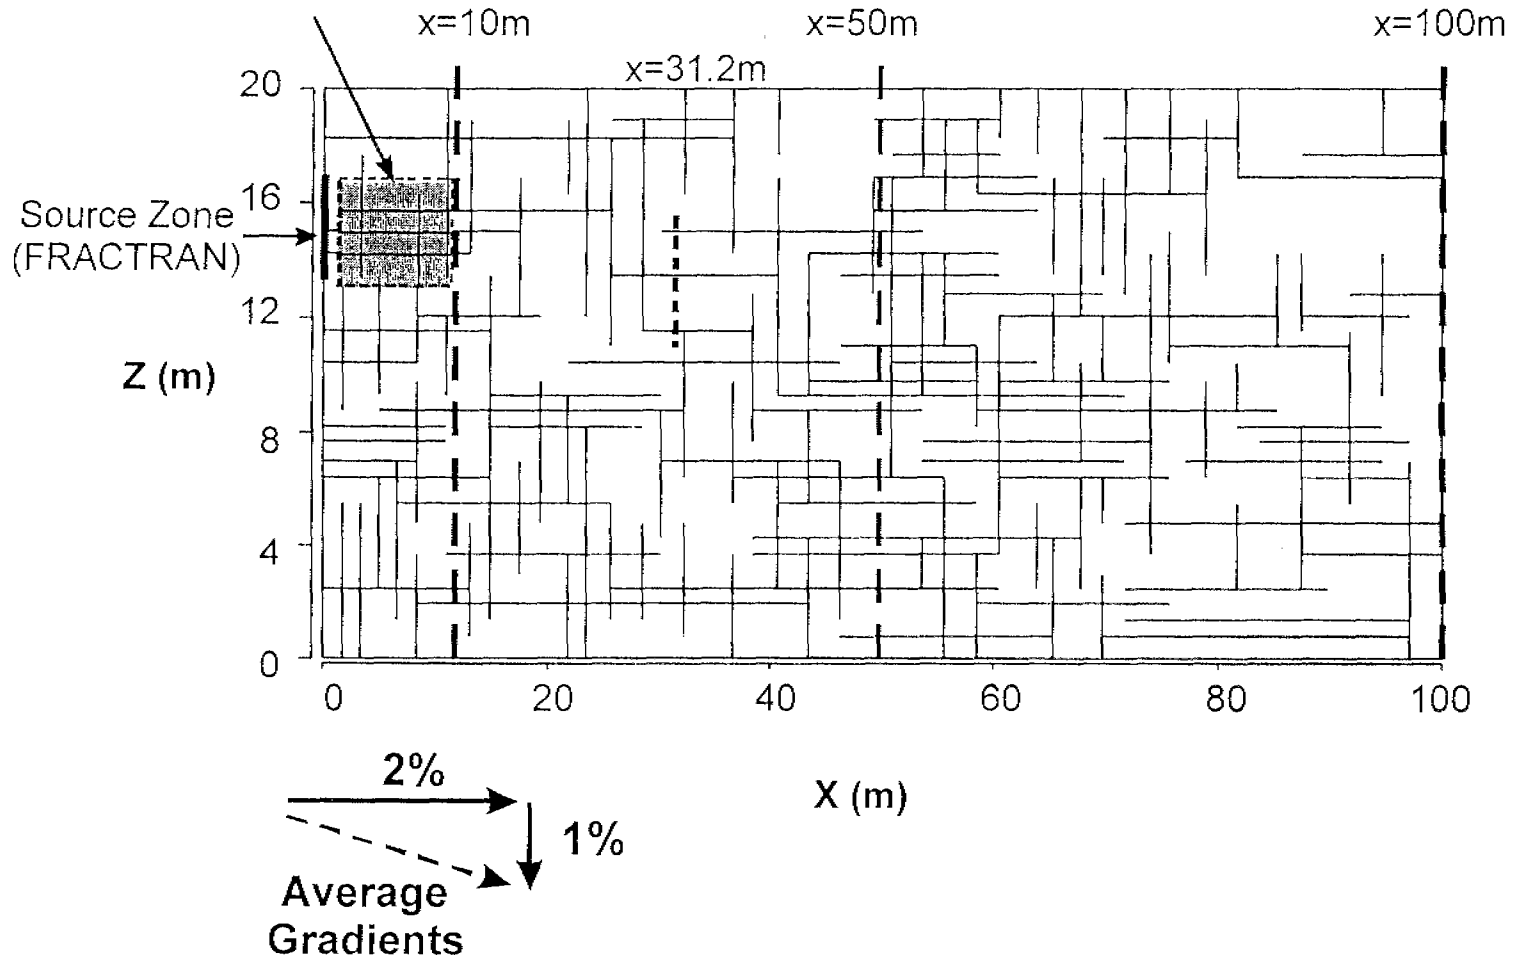 x=10m
x=50m
x=100m
x=31.2m
20
16
Source Zone
(FRACTRAN)
12
Z (m)
8
4
0
0
20
40
60
80
100
X (m)
2%
1%
Average
Gradients